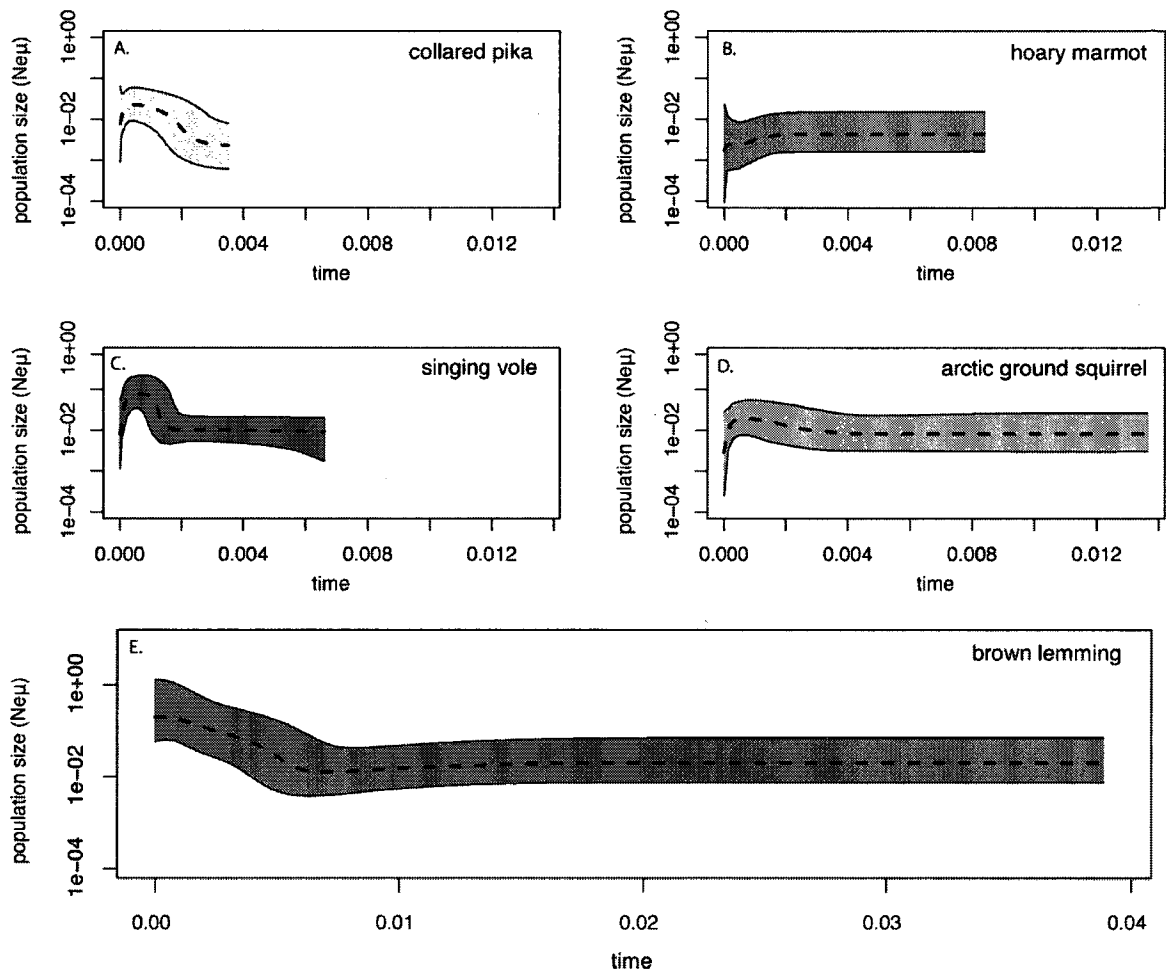 A.
collared pika
population size (Neμ)
1e+00
1e-02
1e-04
0.000
0.004
0.008
0.012
time
B.
hoary marmot
population size (Neμ)
1e+00
1e-02
1e-04
0.000
0.004
0.008
0.012
time
C.
singing vole
population size (Neμ)
1e+00
1e-02
1e-04
0.000
0.004
0.008
0.012
time
D.
arctic ground squirrel
population size (Neμ)
1e+00
1e-02
1e-04
0.000
0.004
0.008
0.012
time
E.
brown lemming
population size (Neμ)
1e+00
1e-02
1e-04
0.00
0.01
0.02
0.03
0.04
time